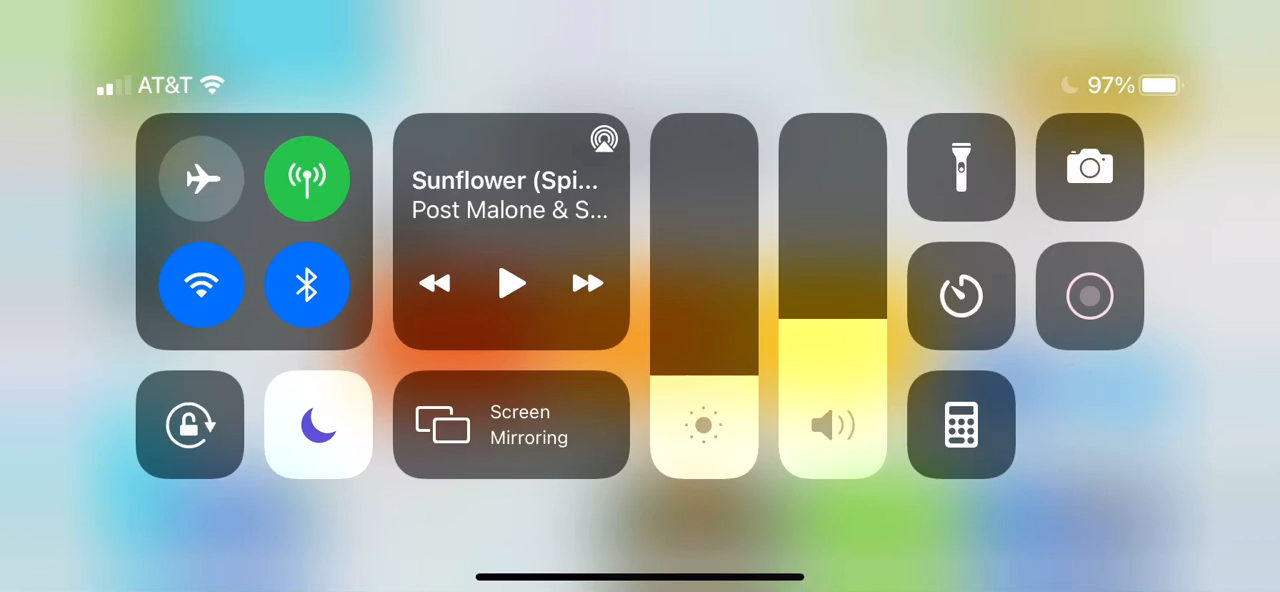 AT&T
97%
Sunflower (Spi...
Post Malone & S...
Screen
Mirroring